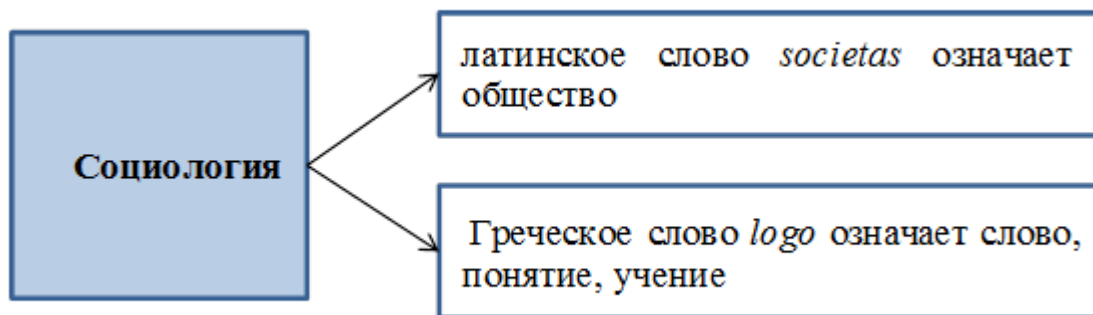 Социология
латинское слово societas означает
общество
Греческое слово logo означает слово,
понятие, учение